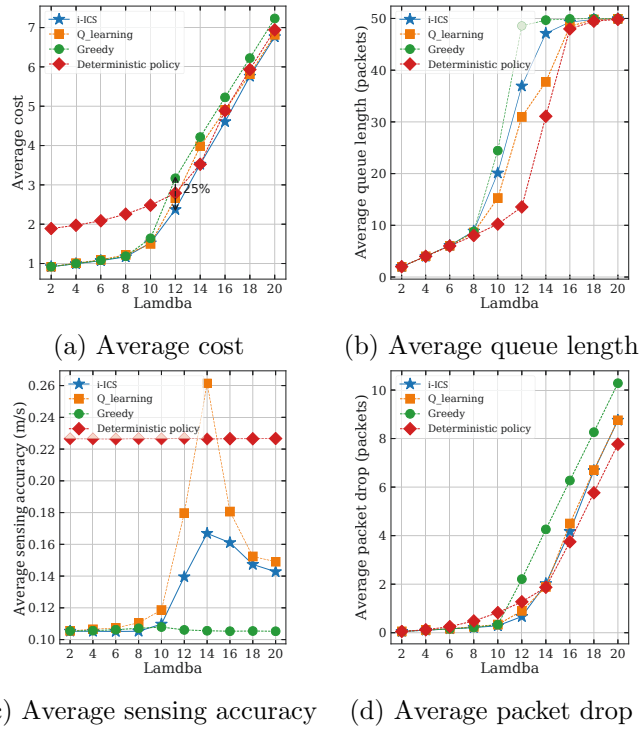 i-ICS
Q_learning
Greedy
Deterministic policy
Average cost
7
6
5
4
3
2
1
25%
2 4 6 8 10 12 14 16 18 20
Lamdba
(a) Average cost
i-ICS
Q_learning
Greedy
Deterministic policy
Average queue length (packets)
50
40
30
20
10
0
2 4 6 8 10 12 14 16 18 20
Lamdba
(b) Average queue length
i-ICS
Q_learning
Greedy
Deterministic policy
Average sensing accuracy (m/s)
0.26
0.24
0.22
0.20
0.18
0.16
0.14
0.12
0.10
2 4 6 8 10 12 14 16 18 20
Lamdba
) Average sensing accuracy
i-ICS
Q_learning
Greedy
Deterministic policy
Average packet drop (packets)
10
8
6
4
2
0
2 4 6 8 10 12 14 16 18 20
Lamdba
(d) Average packet drop